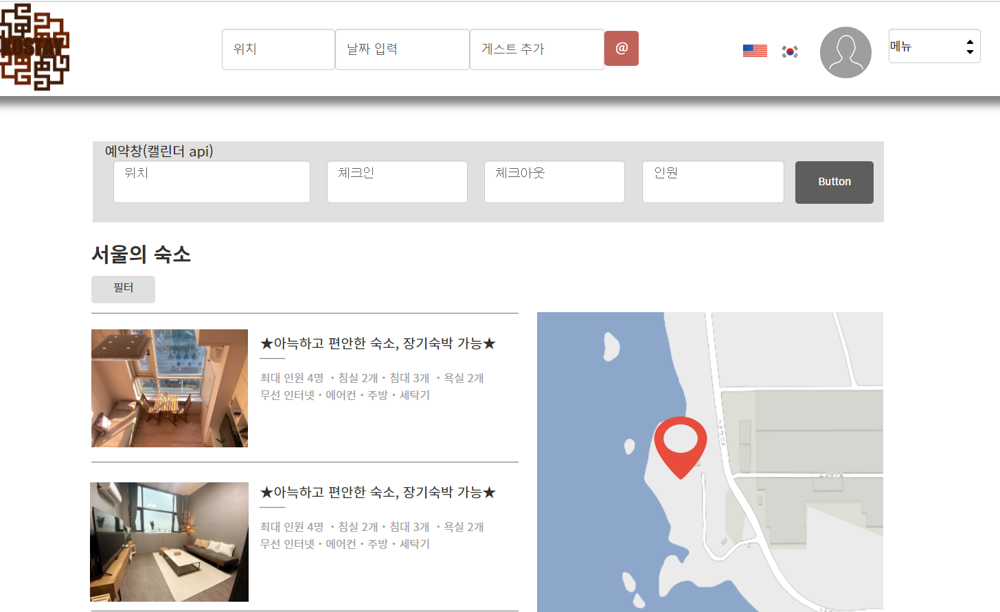 KOSTAY
위치
날짜 입력
게스트 추가
@
메뉴
예약창(캘린더 api)
위치
체크인
체크아웃
인원
Button
서울의 숙소
필터
★아늑하고 편안한 숙소, 장기숙박 가능★
최대 인원 4명 ・침실 2개・침대 3개 ・욕실 2개
무선 인터넷・에어컨・주방・세탁기
★아늑하고 편안한 숙소, 장기숙박 가능★
최대 인원 4명 ・침실 2개・침대 3개 ・욕실 2개
무선 인터넷・에어컨・주방・세탁기